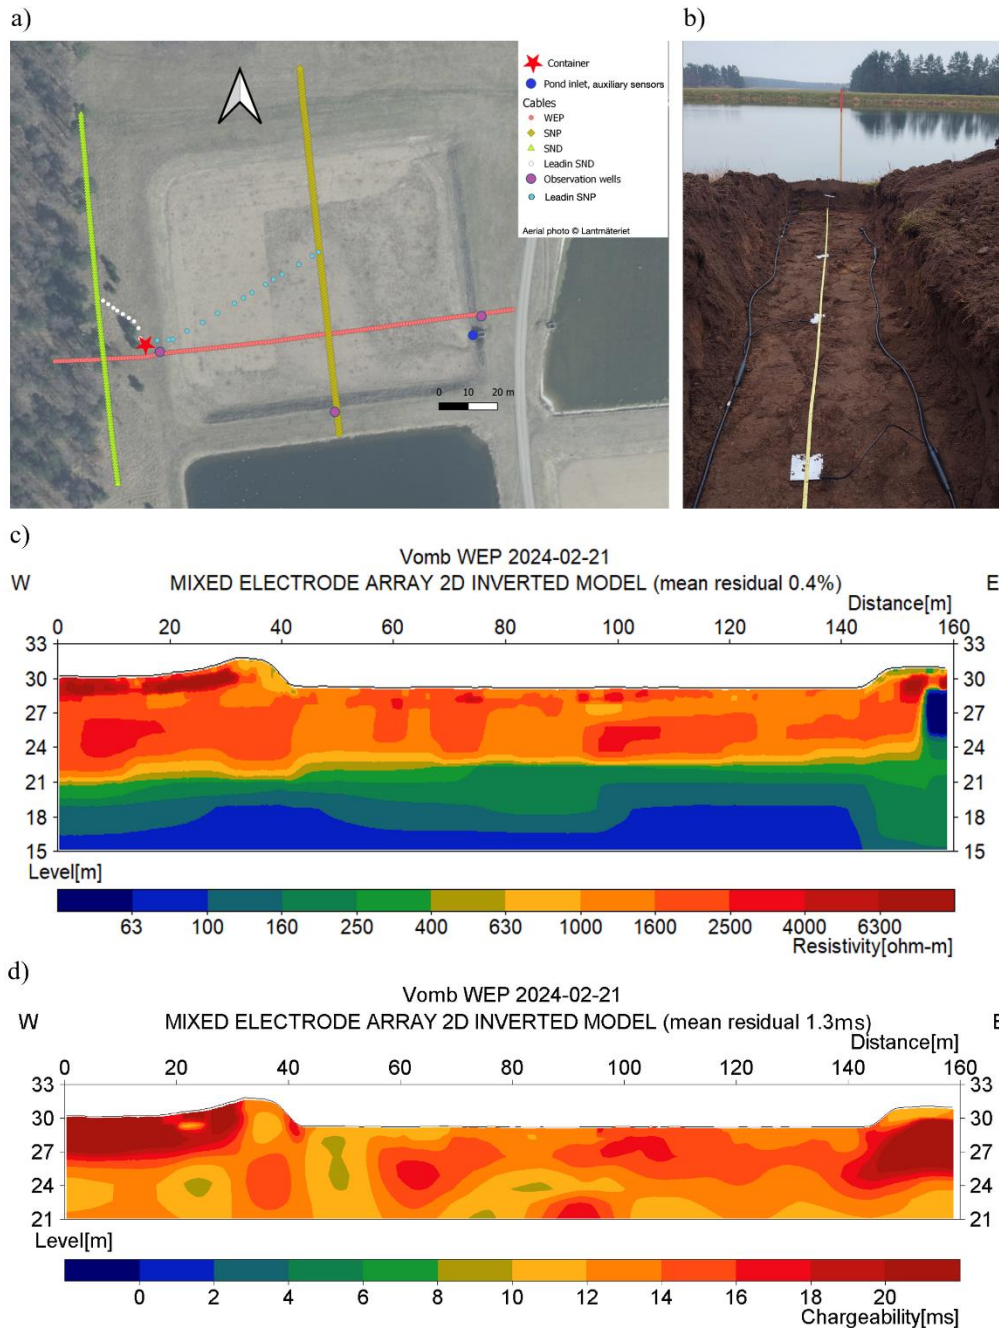 a)
b)
Container
Pond inlet, auxiliary sensors
Cables
WEP
SNP
SND
Leadin SND
Observation wells
Leadin SNP
Aerial photo © Lantmäteriet
0 10 20 m
c)
Vomb WEP 2024-02-21
W MIXED ELECTRODE ARRAY 2D INVERTED MODEL (mean residual 0.4%) E
Distance[m]
0 20 40 60 80 100 120 140 160
33 33
30 30
27 27
24 24
21 21
18 18
15 15
Level[m]
63 100 160 250 400 630 1000 1600 2500 4000 6300
Resistivity[ohm-m]
d)
Vomb WEP 2024-02-21
W MIXED ELECTRODE ARRAY 2D INVERTED MODEL (mean residual 1.3ms) E
Distance[m]
0 20 40 60 80 100 120 140 160
33 33
30 30
27 27
24 24
21 21
Level[m]
0 2 4 6 8 10 12 14 16 18 20
Chargeability[ms]